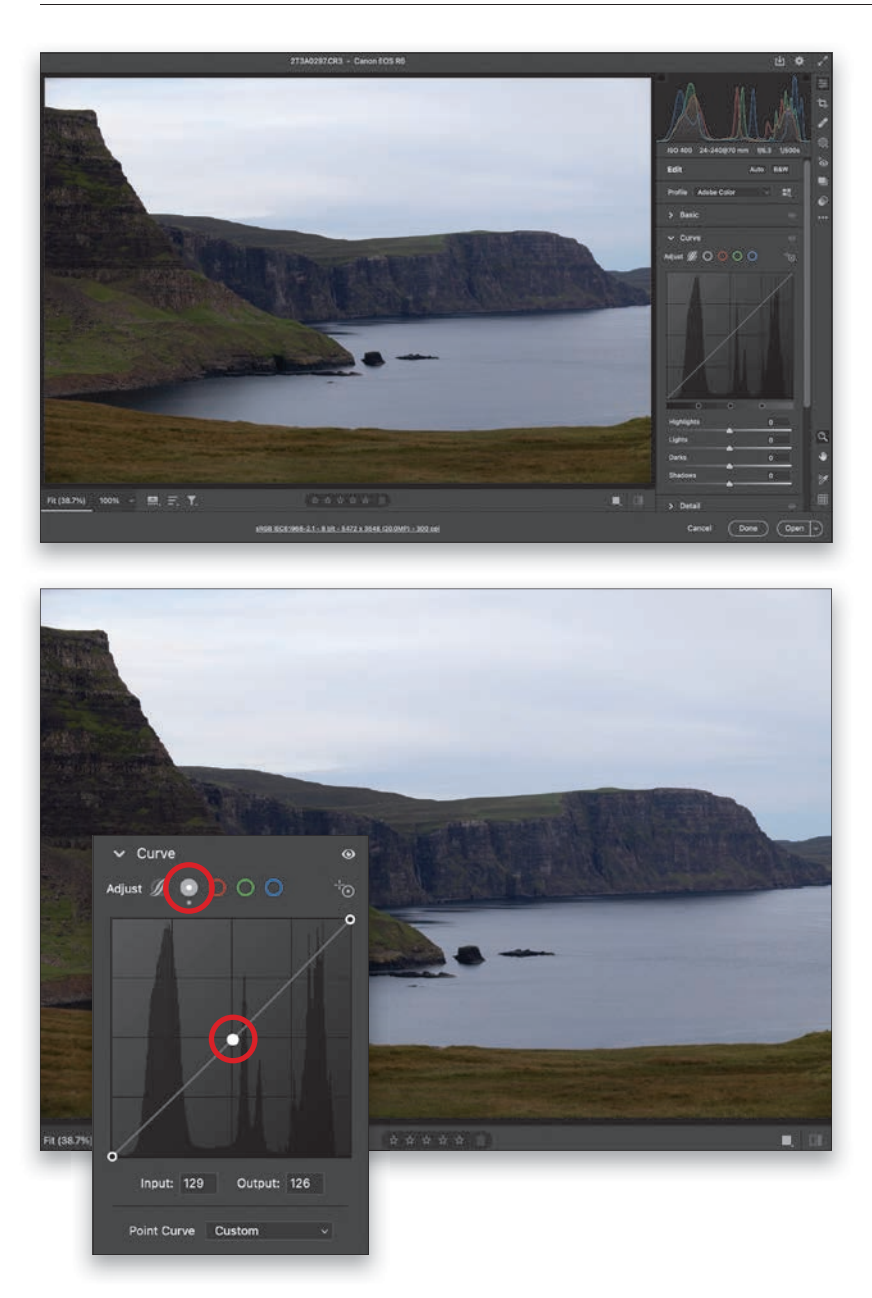 2T3A0297.CR3 - Canon EOS R6
ISO 400 24-240@70 mm f/6.3 1/500s
Edit Auto B&W
Profile Adobe Color
Basic
Curve
Adjust
Highlights 0
Lights 0
Darks 0
Shadows 0
Detail
Fit (38.7%) 100%
sRGB IEC61966-2.1 - 8 bit - 5472 x 3648 (20.0MP) - 300 ppi
Cancel Done Open
Curve
Adjust
Fit (38.7%)
Input: 129 Output: 126
Point Curve Custom